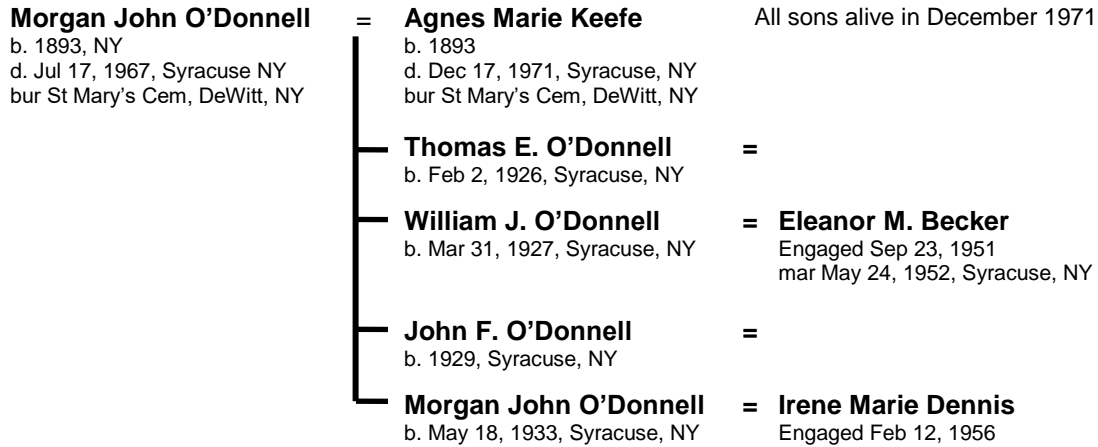 Morgan John O’Donnell = Agnes Marie Keefe All sons alive in December 1971
b. 1893, NY b. 1893
d. Jul 17, 1967, Syracuse NY d. Dec 17, 1971, Syracuse, NY
bur St Mary’s Cem, DeWitt, NY bur St Mary’s Cem, DeWitt, NY
Thomas E. O’Donnell =
b. Feb 2, 1926, Syracuse, NY
William J. O’Donnell = Eleanor M. Becker
b. Mar 31, 1927, Syracuse, NY Engaged Sep 23, 1951
mar May 24, 1952, Syracuse, NY
John F. O’Donnell =
b. 1929, Syracuse, NY
Morgan John O’Donnell = Irene Marie Dennis
b. May 18, 1933, Syracuse, NY Engaged Feb 12, 1956